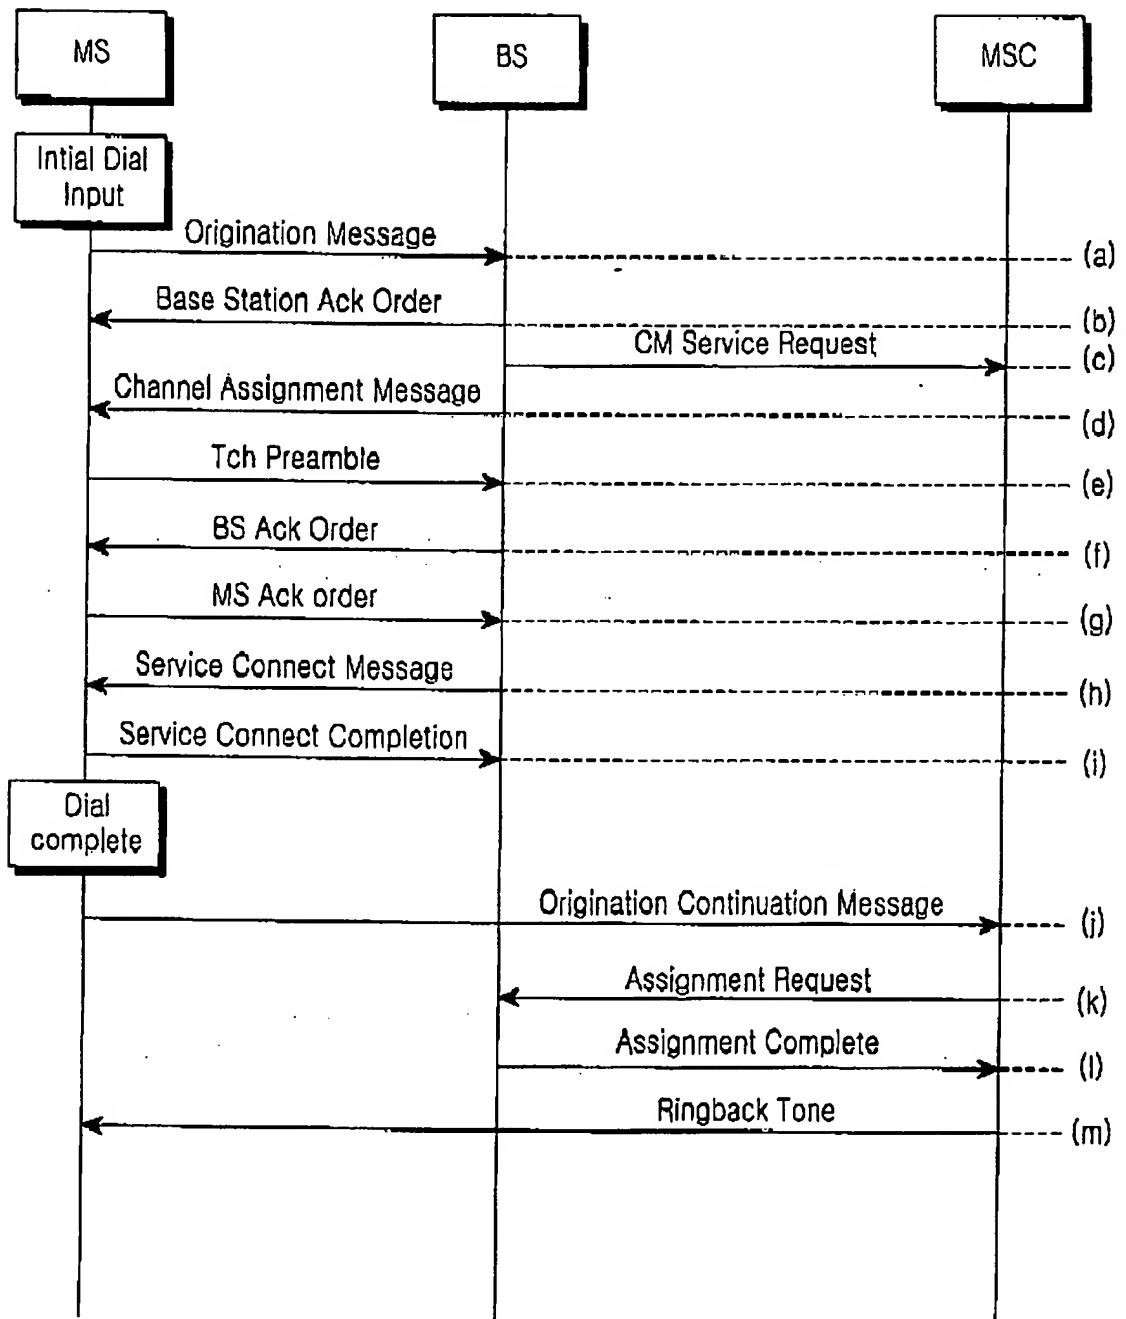 MS
BS
MSC
Intial Dial
Input
Origination Message
(a)
Base Station Ack Order
(b)
CM Service Request
(c)
Channel Assignment Message
(d)
Tch Preamble
(e)
BS Ack Order
(f)
MS Ack order
(g)
Service Connect Message
(h)
Service Connect Completion
(i)
Dial
complete
Origination Continuation Message
(j)
Assignment Request
(k)
Assignment Complete
(l)
Ringback Tone
(m)